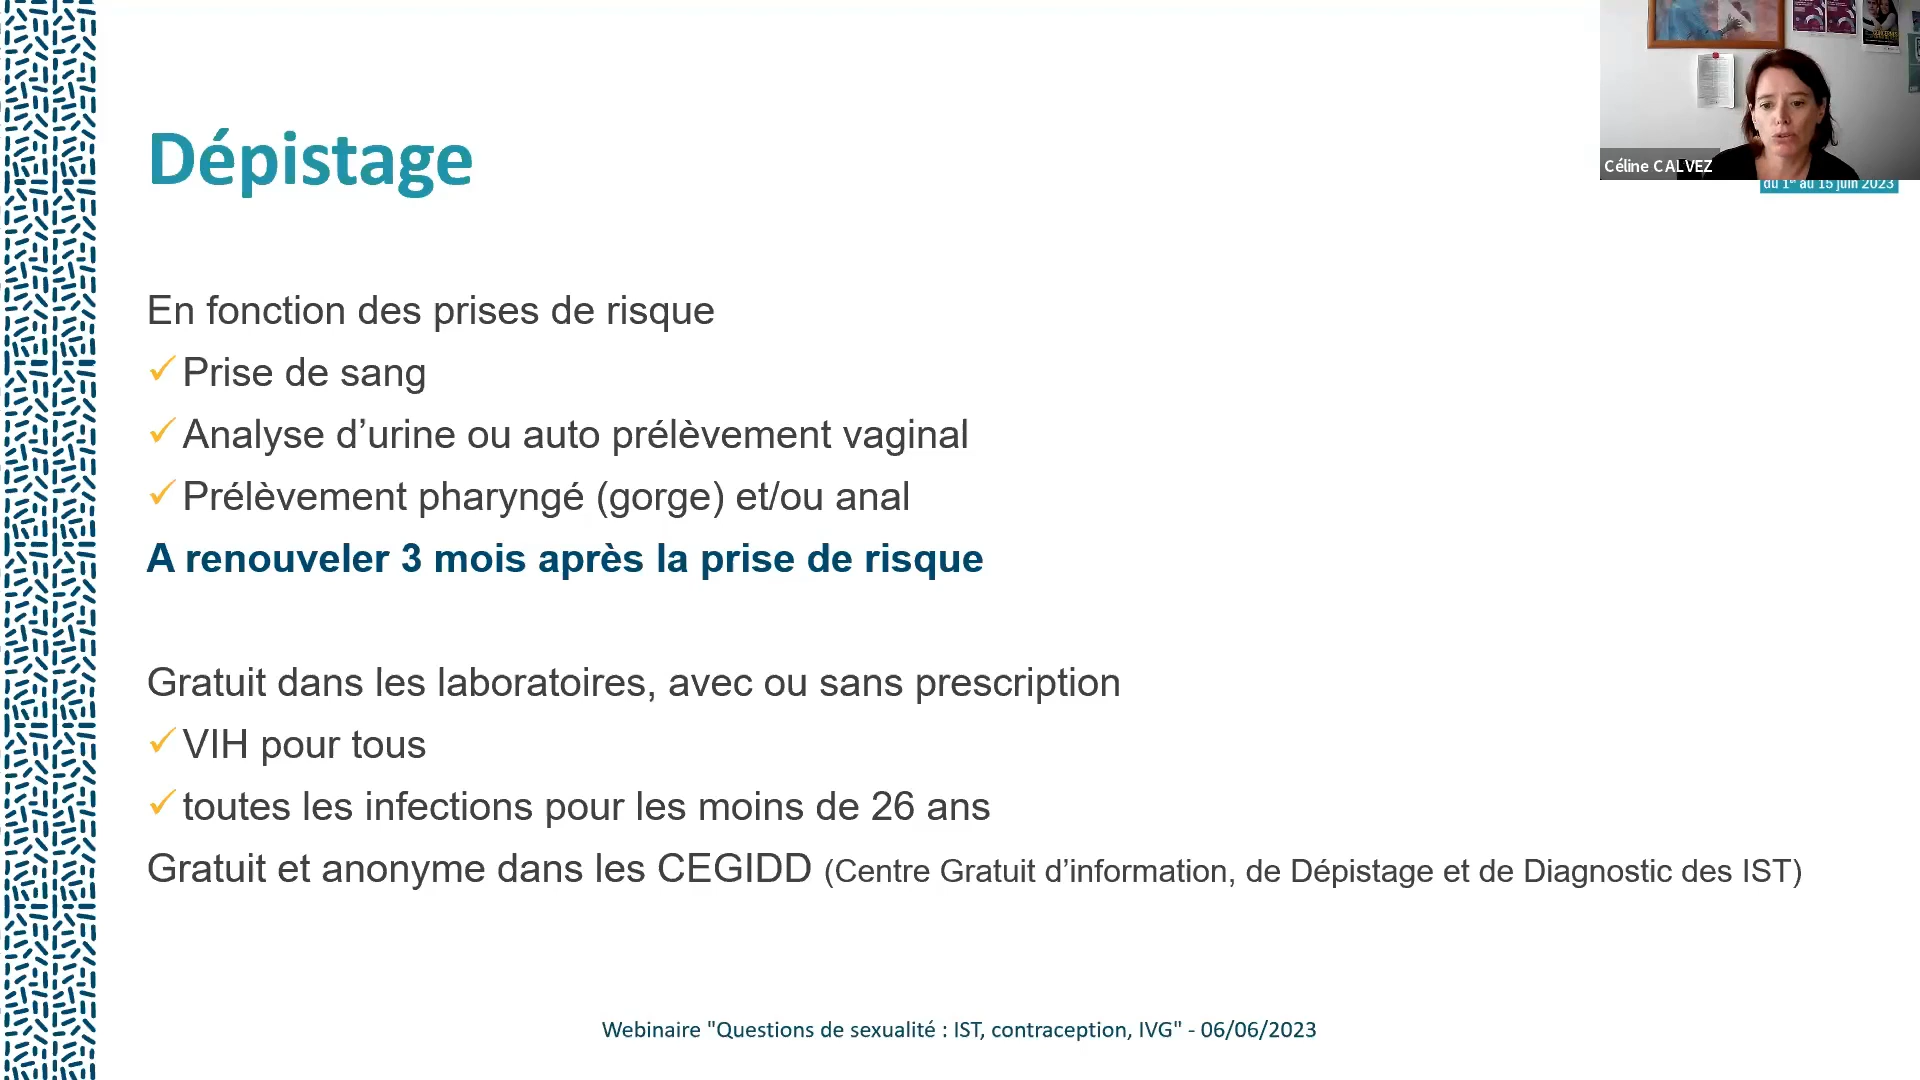 Céline CALVEZ
du 1er au 15 juin 2023
Dépistage
En fonction des prises de risque
✓ Prise de sang
✓ Analyse d’urine ou auto prélèvement vaginal
✓ Prélèvement pharyngé (gorge) et/ou anal
A renouveler 3 mois après la prise de risque
Gratuit dans les laboratoires, avec ou sans prescription
✓ VIH pour tous
✓ toutes les infections pour les moins de 26 ans
Gratuit et anonyme dans les CEGIDD (Centre Gratuit d’information, de Dépistage et de Diagnostic des IST)
Webinaire "Questions de sexualité : IST, contraception, IVG" - 06/06/2023